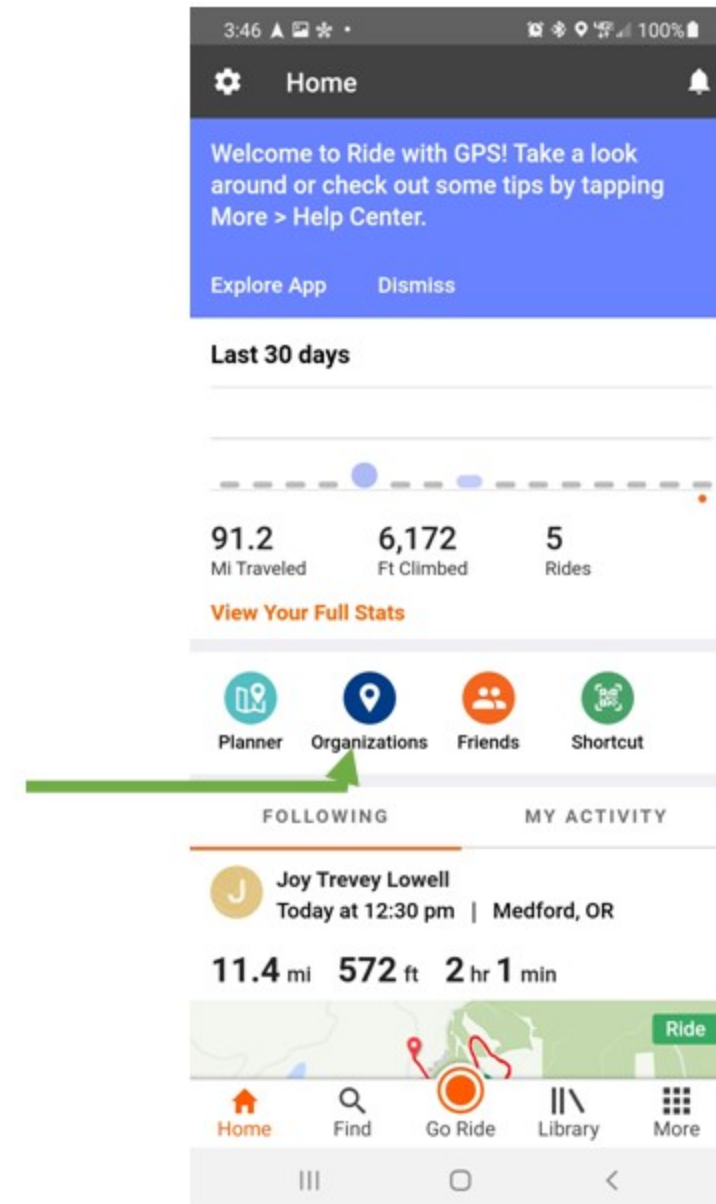 3:46 100%
Home
Welcome to Ride with GPS! Take a look
around or check out some tips by tapping
More > Help Center.
Explore App Dismiss
Last 30 days
91.2 6,172 5
Mi Traveled Ft Climbed Rides
View Your Full Stats
Planner Organizations Friends Shortcut
FOLLOWING MY ACTIVITY
J
Joy Trevey Lowell
Today at 12:30 pm | Medford, OR
11.4 mi 572 ft 2 hr 1 min
Ride
Home Find Go Ride Library More